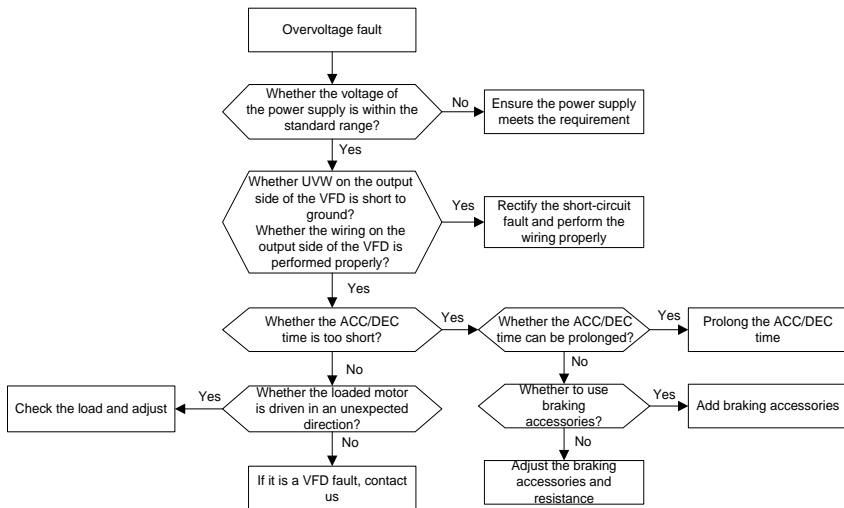 Overvoltage fault
Whether the voltage of
the power supply is within the
standard range?
No
Ensure the power supply
meets the requirement
Yes
Whether UVW on the output
side of the VFD is short to
ground?
Whether the wiring on the
output side of the VFD is
performed properly?
Yes
Rectify the short-circuit
fault and perform the
wiring properly
Yes
Whether the ACC/DEC
time is too short?
Yes
Whether the ACC/DEC
time can be prolonged?
Yes
Prolong the ACC/DEC
time
No
No
Check the load and adjust
Yes
Whether the loaded motor
is driven in an unexpected
direction?
Whether to use
braking
accessories?
Yes
Add braking accessories
No
No
If it is a VFD fault, contact
us
Adjust the braking
accessories and
resistance